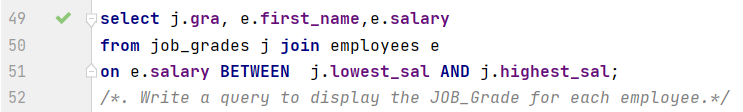 49 select j.gra, e.first_name,e.salary
50 from job_grades j join employees e
51 on e.salary BETWEEN  j.lowest_sal AND j.highest_sal;
52 /*. Write a query to display the JOB_Grade for each employee.*/